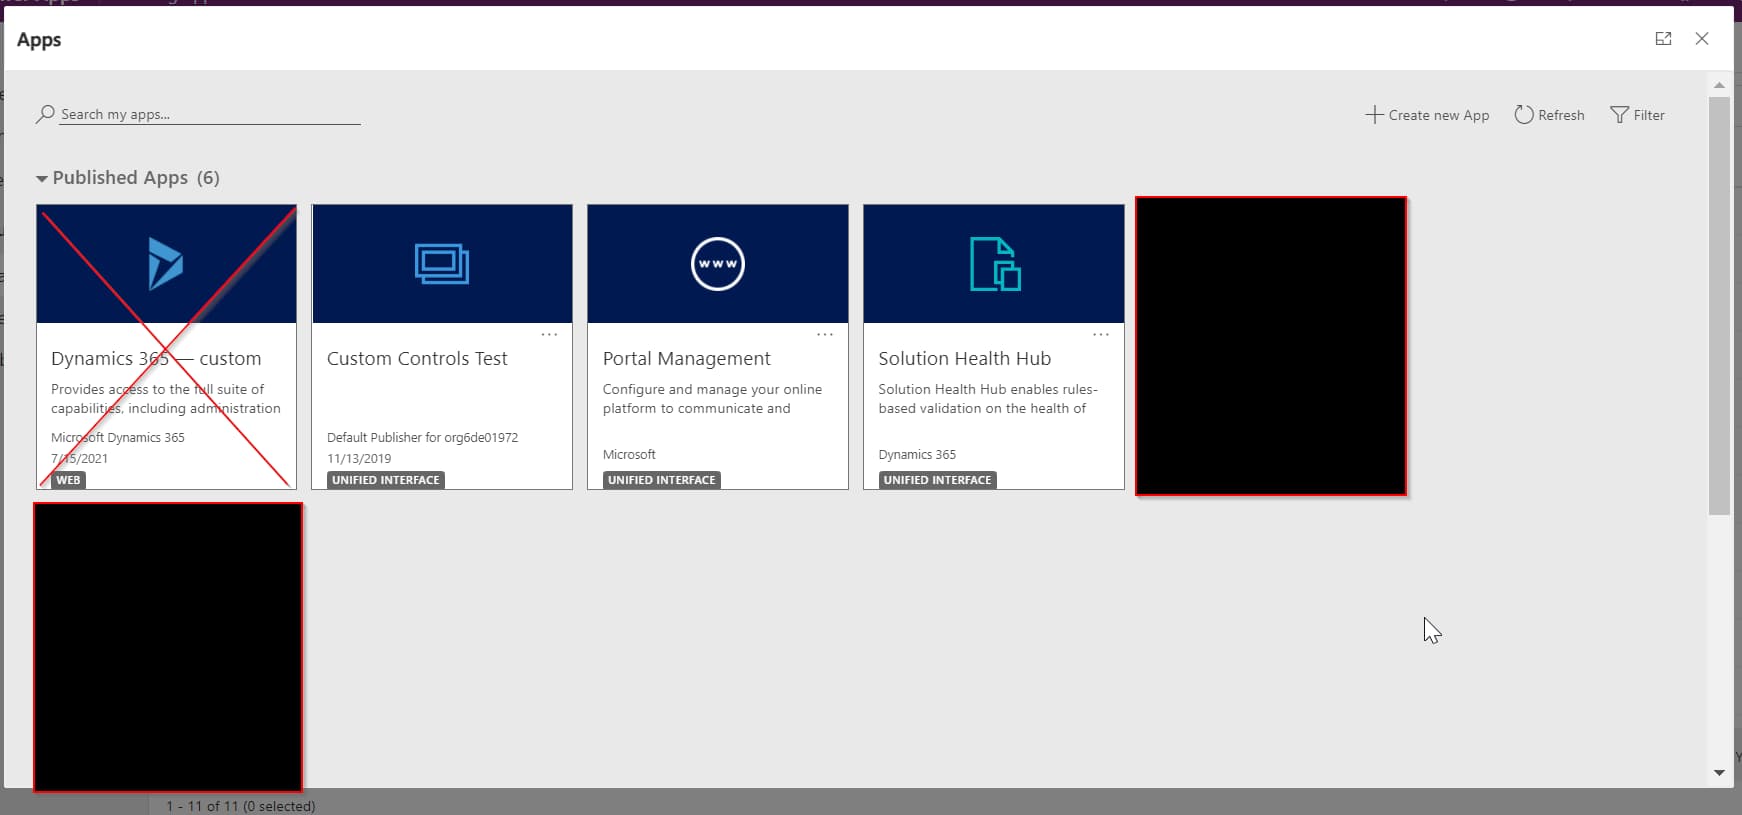 Apps
Search my apps...
Create new App
Refresh
Filter
Published Apps (6)
Dynamics 365 — custom
Provides access to the full suite of
capabilities, including administration
Microsoft Dynamics 365
7/15/2021
WEB
Custom Controls Test
Default Publisher for org6de01972
11/13/2019
UNIFIED INTERFACE
www
Portal Management
Configure and manage your online
platform to communicate and
Microsoft
UNIFIED INTERFACE
Solution Health Hub
Solution Health Hub enables rules-
based validation on the health of
Dynamics 365
UNIFIED INTERFACE
1 - 11 of 11 (0 selected)